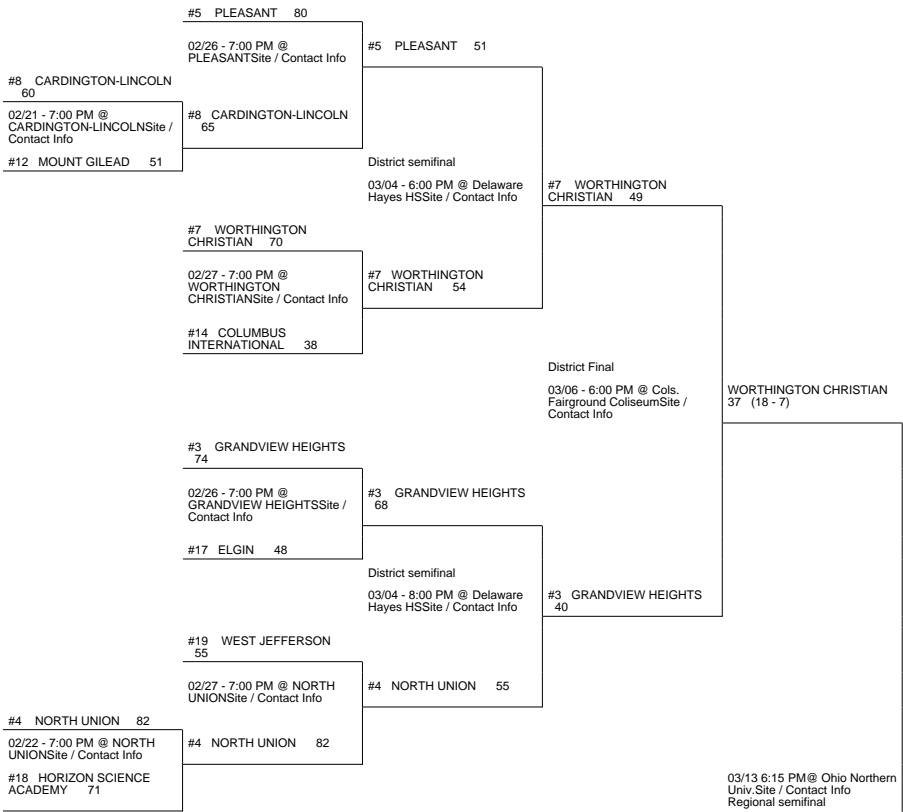 #5 PLEASANT 80
02/26 - 7:00 PM @
PLEASANTSite / Contact Info
#5 PLEASANT 51
#8 CARDINGTON-LINCOLN
60
02/21 - 7:00 PM @
CARDINGTON-LINCOLNSite /
Contact Info
#8 CARDINGTON-LINCOLN
65
#12 MOUNT GILEAD 51
District semifinal
03/04 - 6:00 PM @ Delaware
Hayes HSSite / Contact Info
#7 WORTHINGTON
CHRISTIAN 49
#7 WORTHINGTON
CHRISTIAN 70
02/27 - 7:00 PM @
WORTHINGTON
CHRISTIANSite / Contact Info
#7 WORTHINGTON
CHRISTIAN 54
#14 COLUMBUS
INTERNATIONAL 38
District Final
03/06 - 6:00 PM @ Cols.
Fairground ColiseumSite /
Contact Info
WORTHINGTON CHRISTIAN
37 (18 - 7)
#3 GRANDVIEW HEIGHTS
74
02/26 - 7:00 PM @
GRANDVIEW HEIGHTSSite /
Contact Info
#3 GRANDVIEW HEIGHTS
68
#17 ELGIN 48
District semifinal
03/04 - 8:00 PM @ Delaware
Hayes HSSite / Contact Info
#3 GRANDVIEW HEIGHTS
40
#19 WEST JEFFERSON
55
02/27 - 7:00 PM @ NORTH
UNIONSite / Contact Info
#4 NORTH UNION 55
#4 NORTH UNION 82
02/22 - 7:00 PM @ NORTH
UNIONSite / Contact Info
#4 NORTH UNION 82
#18 HORIZON SCIENCE
ACADEMY 71
03/13 6:15 PM@ Ohio Northern
Univ.Site / Contact Info
Regional semifinal